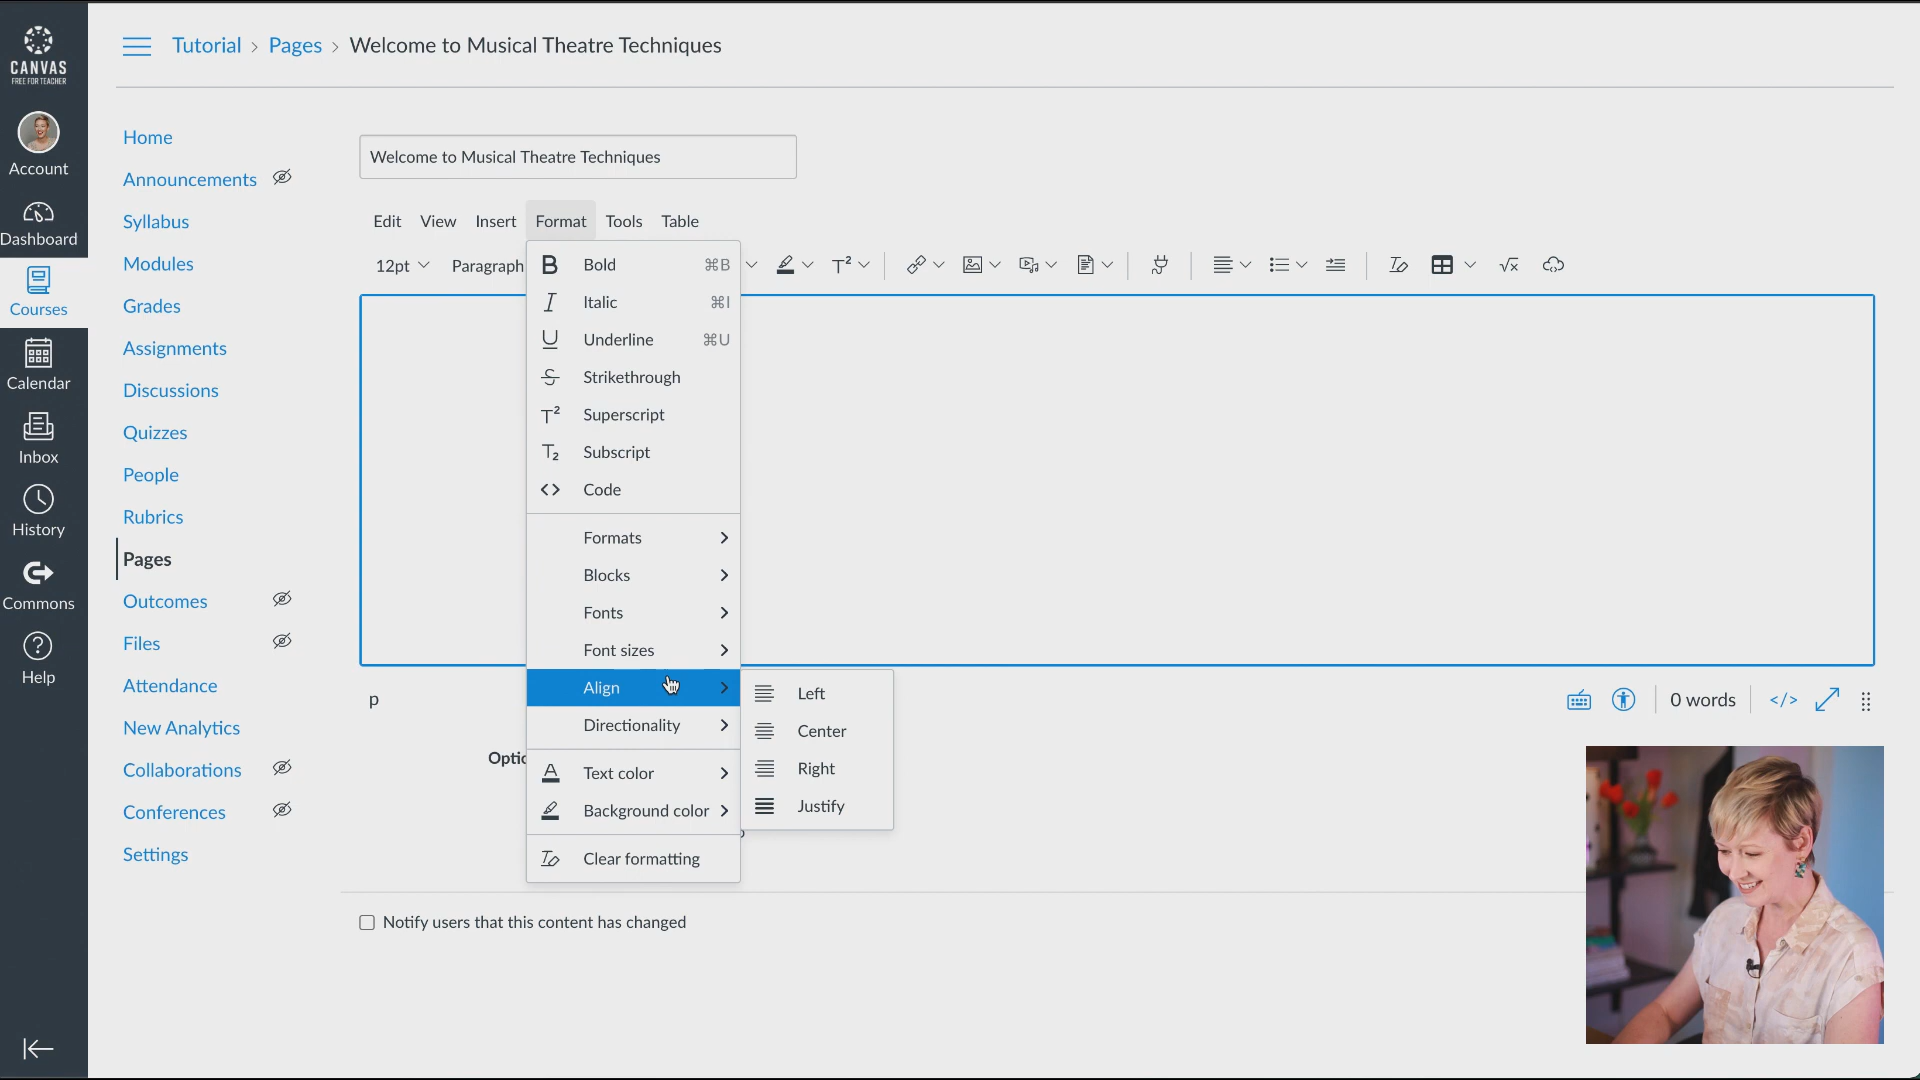 CANVAS
FREE FOR TEACHER
Account
Dashboard
Courses
Calendar
Inbox
History
Commons
Help
Tutorial > Pages > Welcome to Musical Theatre Techniques
Home
Announcements
Syllabus
Modules
Grades
Assignments
Discussions
Quizzes
People
Rubrics
Pages
Outcomes
Files
Attendance
New Analytics
Collaborations
Conferences
Settings
Welcome to Musical Theatre Techniques
Edit View Insert Format Tools Table
12pt Paragraph
Bold ⌘B
Italic ⌘I
Underline ⌘U
Strikethrough
Superscript
Subscript
Code
Formats
Blocks
Fonts
Font sizes
Align
Directionality
Text color
Background color
Clear formatting
Left
Center
Right
Justify
p
0 words
</>
Notify users that this content has changed